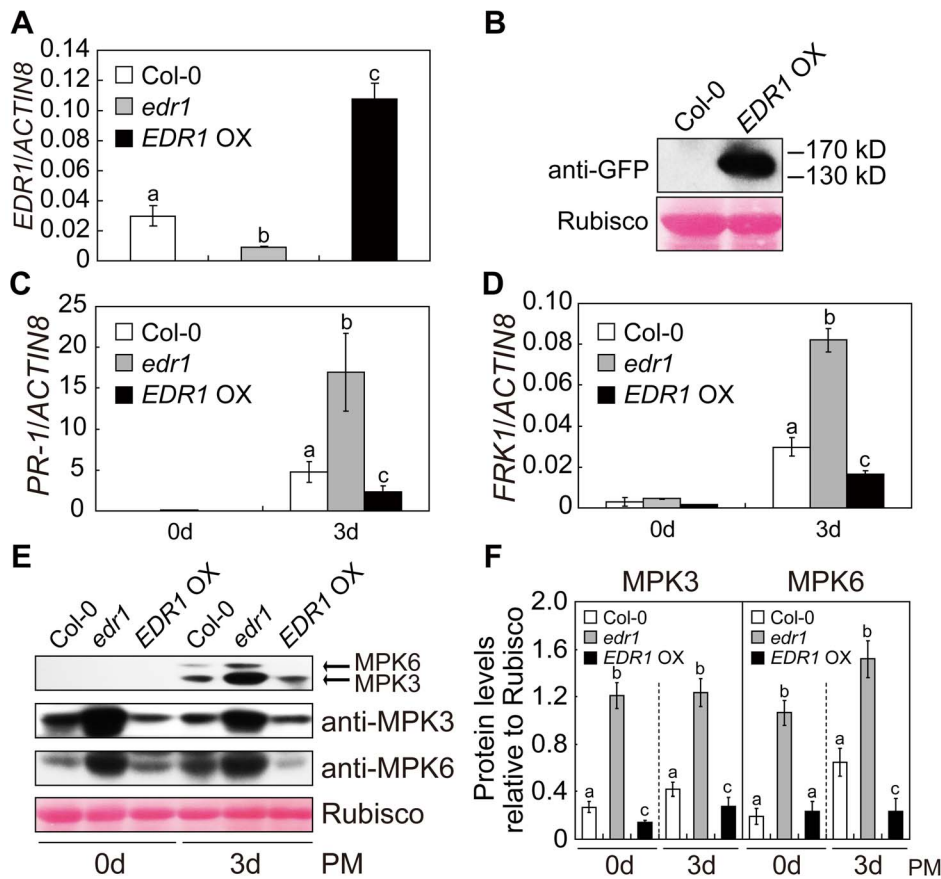 A
EDR1/ACTIN8
0.14
0.12
0.10
0.08
0.06
0.04
0.02
0
Col-0
edr1
EDR1 OX
a
b
c
B
Col-0
EDR1 OX
anti-GFP
–170 kD
–130 kD
Rubisco
C
PR-1/ACTIN8
25
20
15
10
5
0
Col-0
edr1
EDR1 OX
a
b
c
0d
3d
D
FRK1/ACTIN8
0.10
0.08
0.06
0.04
0.02
0
Col-0
edr1
EDR1 OX
a
b
c
0d
3d
E
Col-0
edr1
EDR1 OX
Col-0
edr1
EDR1 OX
MPK6
MPK3
anti-MPK3
anti-MPK6
Rubisco
0d
3d
PM
F
MPK3
MPK6
Protein levels
relative to Rubisco
2.0
1.6
1.2
0.8
0.4
0
Col-0
edr1
EDR1 OX
Col-0
edr1
EDR1 OX
a
b
c
a
b
c
a
b
a
a
b
c
0d
3d
0d
3d
PM